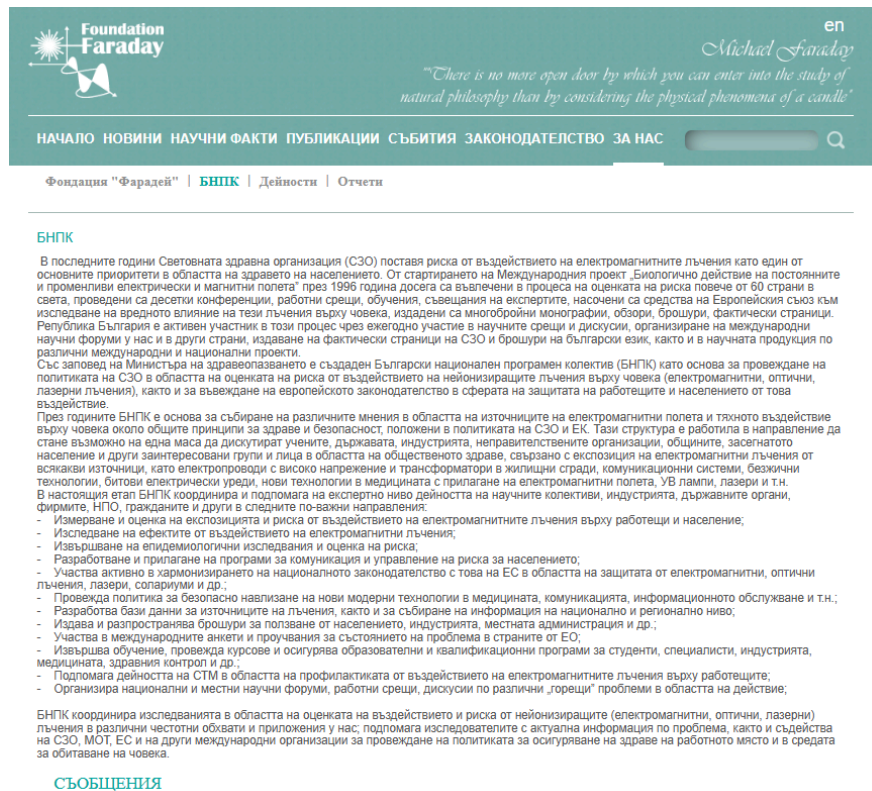 Foundation
Faraday
en
Michael Faraday
"There is no more open door by which you can enter into the study of
natural philosophy than by considering the physical phenomena of a candle"
НАЧАЛО НОВИНИ НАУЧНИ ФАКТИ ПУБЛИКАЦИИ СЪБИТИЯ ЗАКОНОДАТЕЛСТВО ЗА НАС
Фондация "Фарадей" | БНПК | Дейности | Отчети
БНПК
В последните години Световната здравна организация (СЗО) поставя риска от въздействието на електромагнитните лъчения като един от
основните приоритети в областта на здравето на населението. От стартирането на Международния проект „Биологично действие на постоянните
и променливи електрически и магнитни полета" през 1996 година досега са въвлечени в процеса на оценката на риска повече от 60 страни в
света, проведени са десетки конференции, работни срещи, обучения, съвещания на експертите, насочени са средства на Европейския съюз към
изследване на вредното влияние на тези лъчения върху човека, издадени са многобройни монографии, обзори, брошури, фактически страници.
Република България е активен участник в този процес чрез ежегодно участие в научните срещи и дискусии, организиране на международни
научни форуми у нас и в други страни, издаване на фактически страници на СЗО и брошури на български език, както и в научната продукция по
различни международни и национални проекти.
Със заповед на Министъра на здравеопазването е създаден Български национален програмен колектив (БНПК) като основа за провеждане на
политиката на СЗО в областта на оценката на риска от въздействието на нейонизиращите лъчения върху човека (електромагнитни, оптични,
лазерни лъчения), както и за въвеждане на европейското законодателство в сферата на защитата на работещите и населението от това
въздействие.
През годините БНПК е основа за събиране на различните мнения в областта на източниците на електромагнитни полета и тяхното въздействие
върху човека около общите принципи за здраве и безопасност, положени в политиката на СЗО и ЕК. Тази структура е работила в направление да
стане възможно на една маса да дискутират учените, държавата, индустрията, неправителствените организации, общините, засегнатото
население и други заинтересовани групи и лица в областта на общественото здраве, свързано с експозиция на електромагнитни лъчения от
всякакви източници, като електропроводи с високо напрежение и трансформатори в жилищни сгради, комуникационни системи, безжични
технологии, битови електрически уреди, нови технологии в медицината с прилагане на електромагнитни полета, УВ лампи, лазери и т.н.
В настоящия етап БНПК координира и подпомага на експертно ниво дейността на научните колективи, индустрията, държавните органи,
фирмите, НПО, гражданите и други в следните по-важни направления:
- Измерване и оценка на експозицията и риска от въздействието на електромагнитните лъчения върху работещи и население;
- Изследване на ефектите от въздействието на електромагнитни лъчения;
- Извършване на епидемиологични изследвания и оценка на риска;
- Разработване и прилагане на програми за комуникация и управление на риска за населението;
- Участва активно в хармонизирането на националното законодателство с това на ЕС в областта на защитата от електромагнитни, оптични
лъчения, лазери, солариуми и др.;
- Провежда политика за безопасно навлизане на нови модерни технологии в медицината, комуникацията, информационното обслужване и т.н.;
- Разработва бази данни за източниците на лъчения, както и за събиране на информация на национално и регионално ниво;
- Издава и разпространява брошури за ползване от населението, индустрията, местната администрация и др.;
- Участва в международните анкети и проучвания за състоянието на проблема в страните от ЕО;
- Извършва обучение, провежда курсове и осигурява образователни и квалификационни програми за студенти, специалисти, индустрията,
медицината, здравния контрол и др.;
- Подпомага дейността на СТМ в областта на профилактиката от въздействието на електромагнитните лъчения върху работещите;
- Организира национални и местни научни форуми, работни срещи, дискусии по различни „горещи" проблеми в областта на действие;
БНПК координира изследванията в областта на оценката на въздействието и риска от нейонизиращите (електромагнитни, оптични, лазерни)
лъчения в различни честотни обхвати и приложения у нас; подпомага изследователите с актуална информация по проблема, както и съдейства
на СЗО, МОТ, ЕС и на други международни организации за провеждане на политиката за осигуряване на здраве на работното място и в средата
за обитаване на човека.
СЪОБЩЕНИЯ